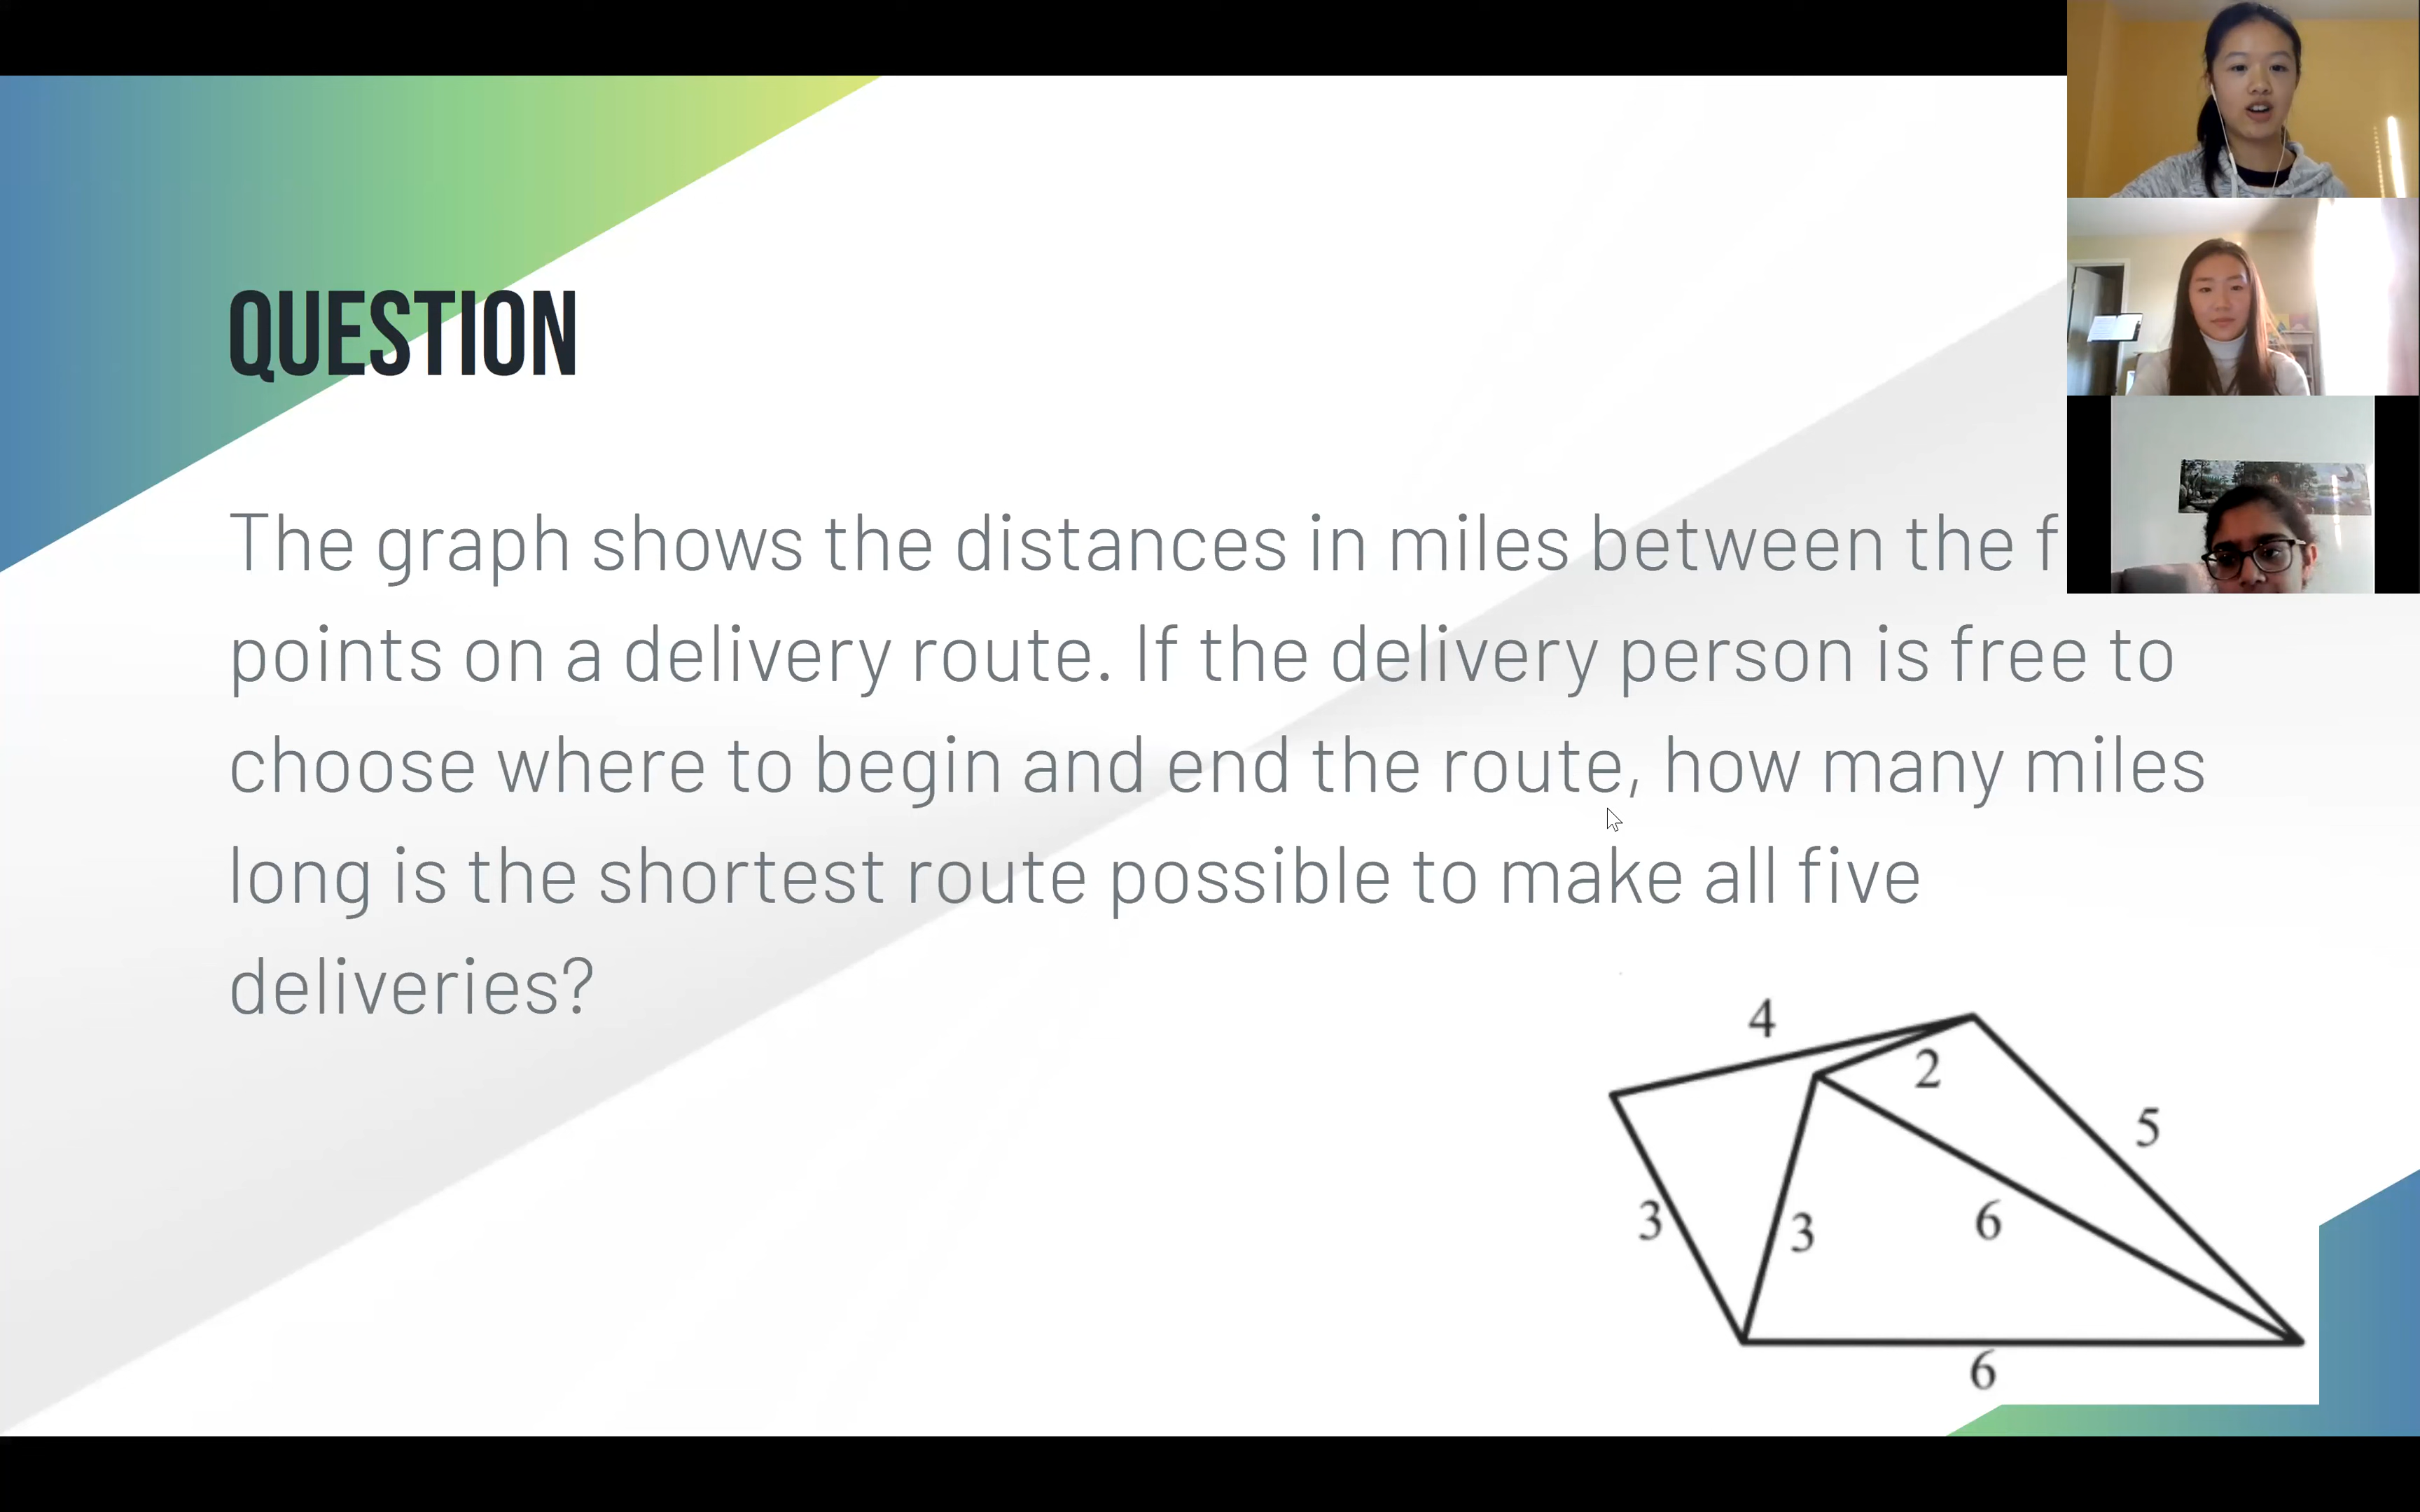 QUESTION
The graph shows the distances in miles between the
points on a delivery route. If the delivery person is free to
choose where to begin and end the route, how many miles
long is the shortest route possible to make all five
deliveries?
4
2
5
3
3
6
6